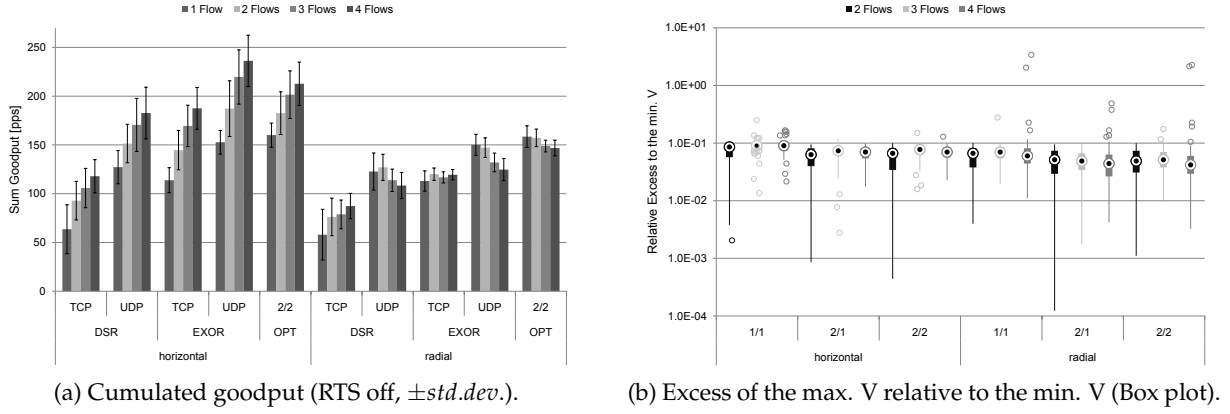 1 Flow 2 Flows 3 Flows 4 Flows
Sum Goodput [pps]
250
200
150
100
50
0
TCP UDP TCP UDP 2/2 TCP UDP TCP UDP 2/2
DSR EXOR OPT DSR EXOR OPT
horizontal radial
(a) Cumulated goodput (RTS off, ±std.dev.).
2 Flows 3 Flows 4 Flows
Relative Excess to the min. V
1.0E+01
1.0E+00
1.0E-01
1.0E-02
1.0E-03
1.0E-04
1/1 2/1 2/2 1/1 2/1 2/2
horizontal radial
(b) Excess of the max. V relative to the min. V (Box plot).